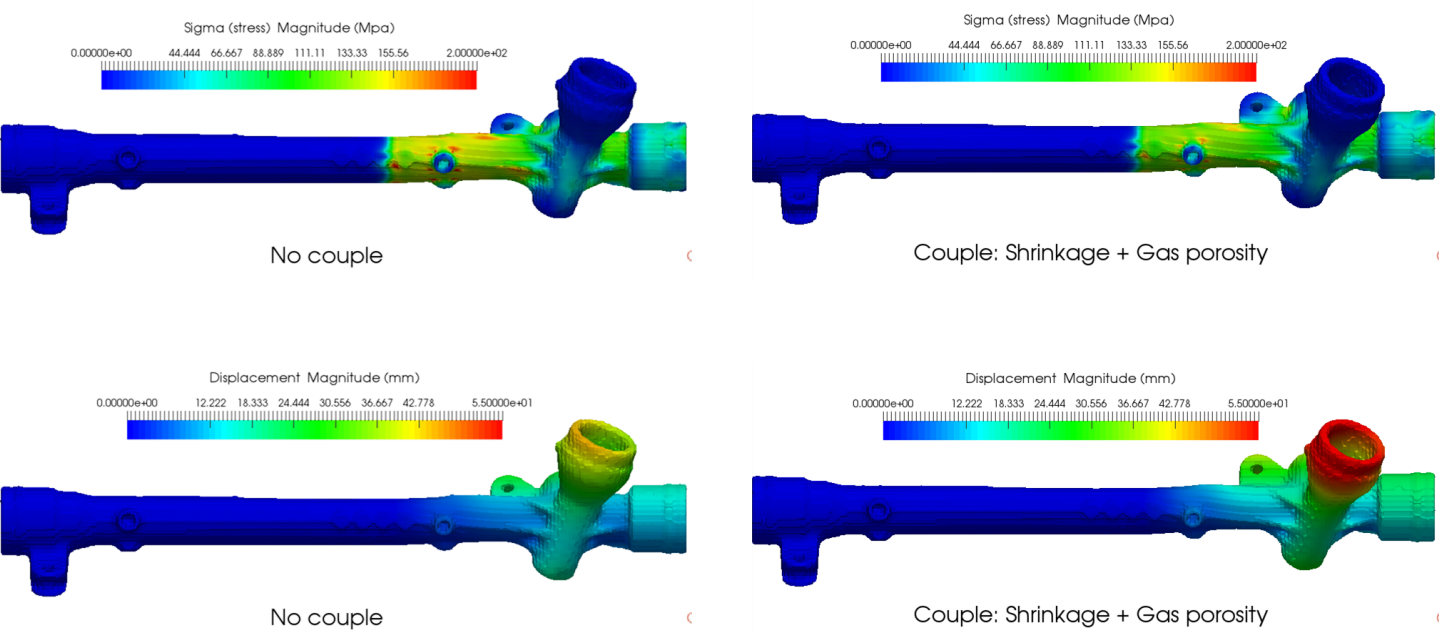 Sigma (stress) Magnitude (Mpa)
0.00000e+00 44.444 66.667 88.889 111.11 133.33 155.56 2.00000e+02
No couple
Sigma (stress) Magnitude (Mpa)
0.00000e+00 44.444 66.667 88.889 111.11 133.33 155.56 2.00000e+02
Couple: Shrinkage + Gas porosity
Displacement Magnitude (mm)
0.00000e+00 12.222 18.333 24.444 30.556 36.667 42.778 5.50000e+01
No couple
Displacement Magnitude (mm)
0.00000e+00 12.222 18.333 24.444 30.556 36.667 42.778 5.50000e+01
Couple: Shrinkage + Gas porosity